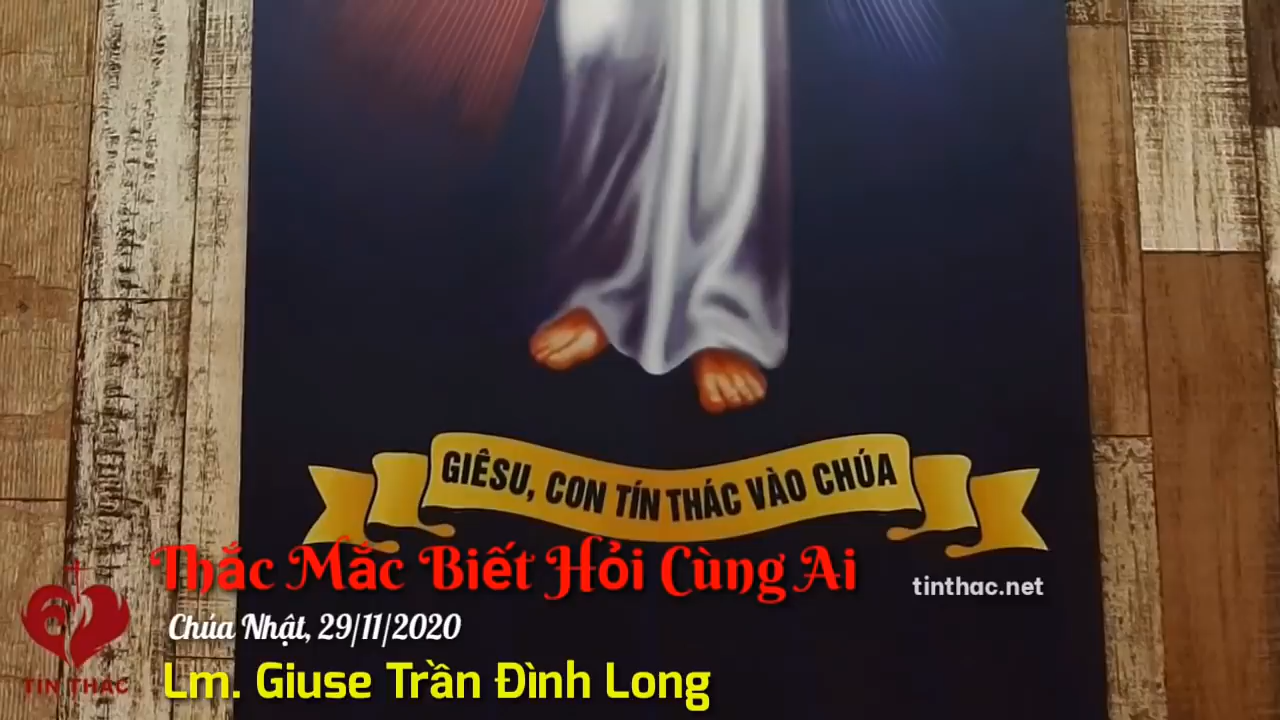 GIÊSU, CON TÍN THÁC VÀO CHÚA
Thắc Mắc Biết Hỏi Cùng Ai
tinthac.net
Chúa Nhật, 29/11/2020
TIN THAC
Lm. Giuse Trần Đình Long